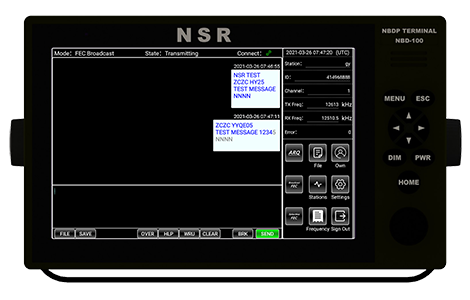 NSR
NBDP TERMINAL
NBD-100
Mode: FEC Broadcast State: Transmitting Connect:
2021-03-26 07:47:20 (UTC)
2021-03-26 07:46:55
NSR TEST
ZCZC HY25
TEST MESSAGE
NNNN
2021-03-26 07:47:11
ZCZC YVQE05
TEST MESSAGE 12345
NNNN
Station: gr
ID: 414966888
Channel: 1
TX Freq: 12613 kHz
RX Freq: 12510.5 kHz
Error: 0
ARQ
File
Own
FEC
Stations
Settings
FEC
Frequency
Sign Out
FILE
SAVE
OVER
HLP
WRU
CLEAR
BRK
SEND
MENU
ESC
DIM
PWR
HOME